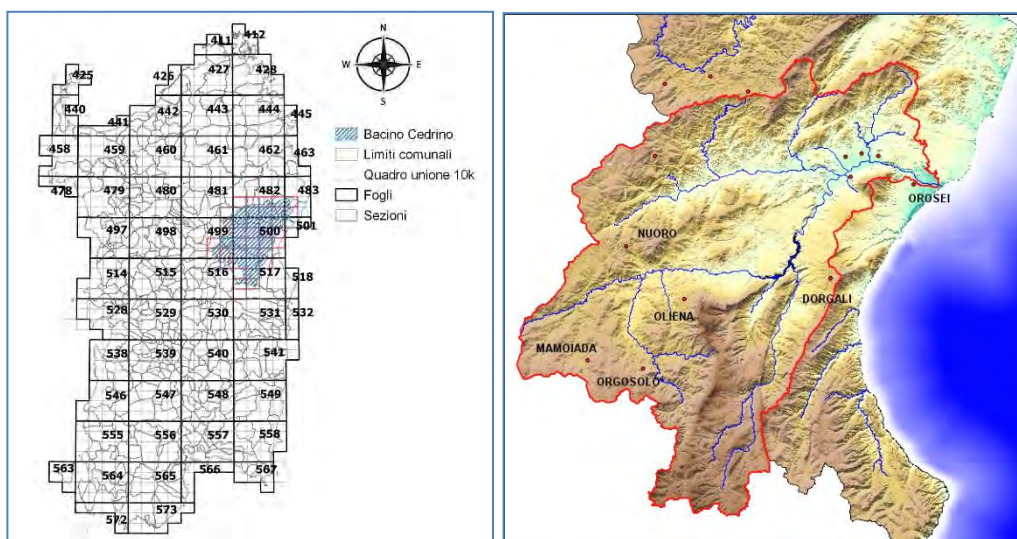 411 412
N
W E
S
425 426 427 428
440 441 442 443 444 445
458 459 460 461 462 463
478 479 480 481 482 483
497 498 499 500 501
514 515 516 517 518
528 529 530 531 532
538 539 540 541
546 547 548 549
555 556 557 558
563 564 565 566 567
572 573
Bacino Cedrino
Limiti comunali
Quadro unione 10k
Fogli
Sezioni
OROSEI
NUORO
DORGALI
OLIENA
MAMOIADA
ORGOSOLO